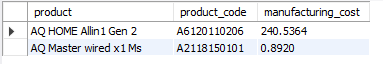 product product_code manufacturing_cost
AQ HOME Allin1 Gen 2 A6120110206 240.5364
AQ Master wired x1 Ms A2118150101 0.8920